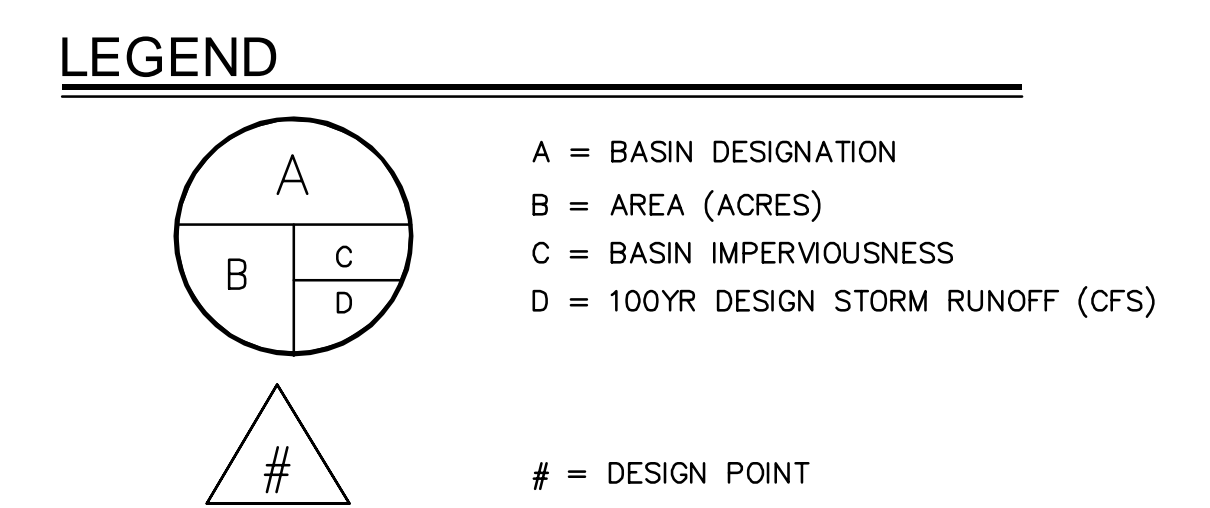 LEGEND
A
B
C
D
A = BASIN DESIGNATION
B = AREA (ACRES)
C = BASIN IMPERVIOUSNESS
D = 100YR DESIGN STORM RUNOFF (CFS)
#
# = DESIGN POINT